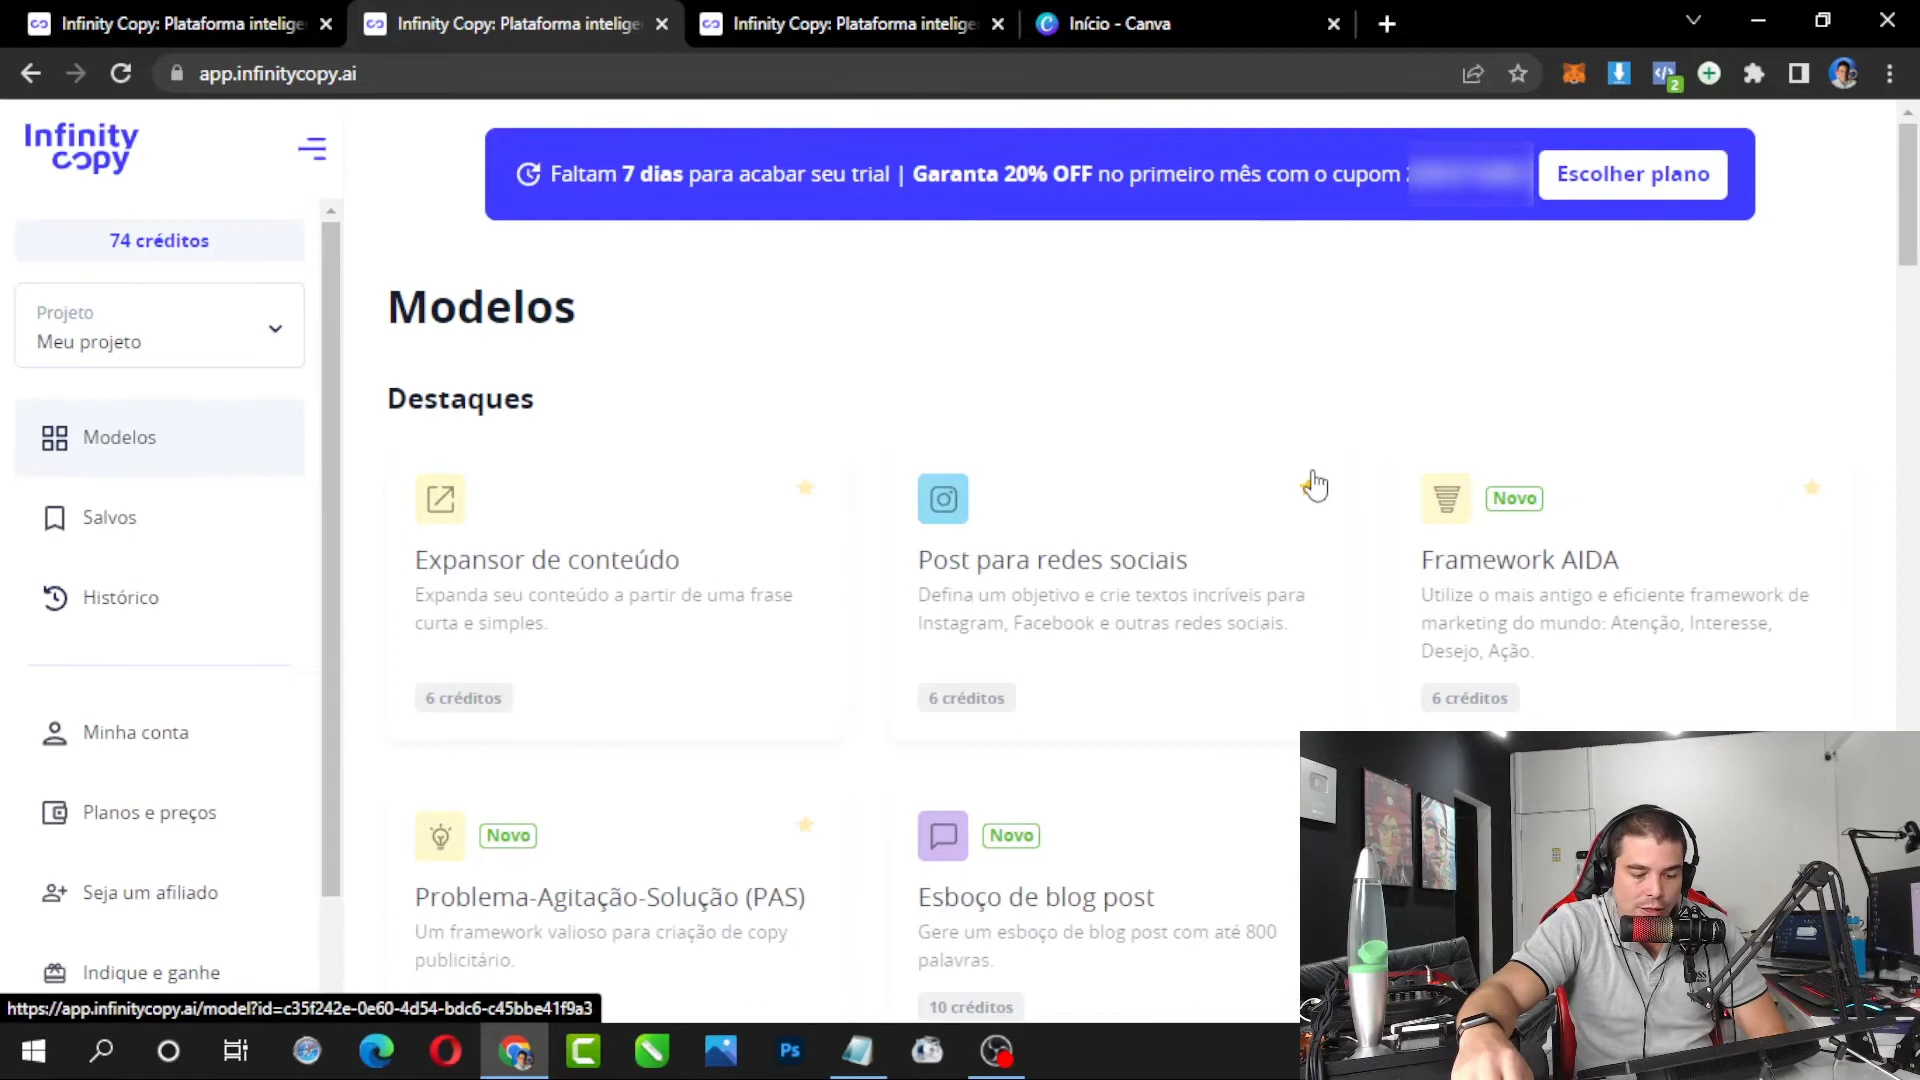 Infinity Copy: Plataforma intelige
Infinity Copy: Plataforma intelige
Infinity Copy: Plataforma intelige
Início - Canva
app.infinitycopy.ai
2
Infinity
copy
Faltam 7 dias para acabar seu trial | Garanta 20% OFF no primeiro mês com o cupom
Escolher plano
74 créditos
Projeto
Meu projeto
Modelos
Salvos
Histórico
Minha conta
Planos e preços
Seja um afiliado
Indique e ganhe
Modelos
Destaques
Expansor de conteúdo
Expanda seu conteúdo a partir de uma frase
curta e simples.
6 créditos
Post para redes sociais
Defina um objetivo e crie textos incríveis para
Instagram, Facebook e outras redes sociais.
6 créditos
Novo
Framework AIDA
Utilize o mais antigo e eficiente framework de
marketing do mundo: Atenção, Interesse,
Desejo, Ação.
6 créditos
Novo
Problema-Agitação-Solução (PAS)
Um framework valioso para criação de copy
publicitário.
Novo
Esboço de blog post
Gere um esboço de blog post com até 800
palavras.
10 créditos
https://app.infinitycopy.ai/model?id=c35f242e-0e60-4d54-bdc6-c45bbe41f9a3
Ps